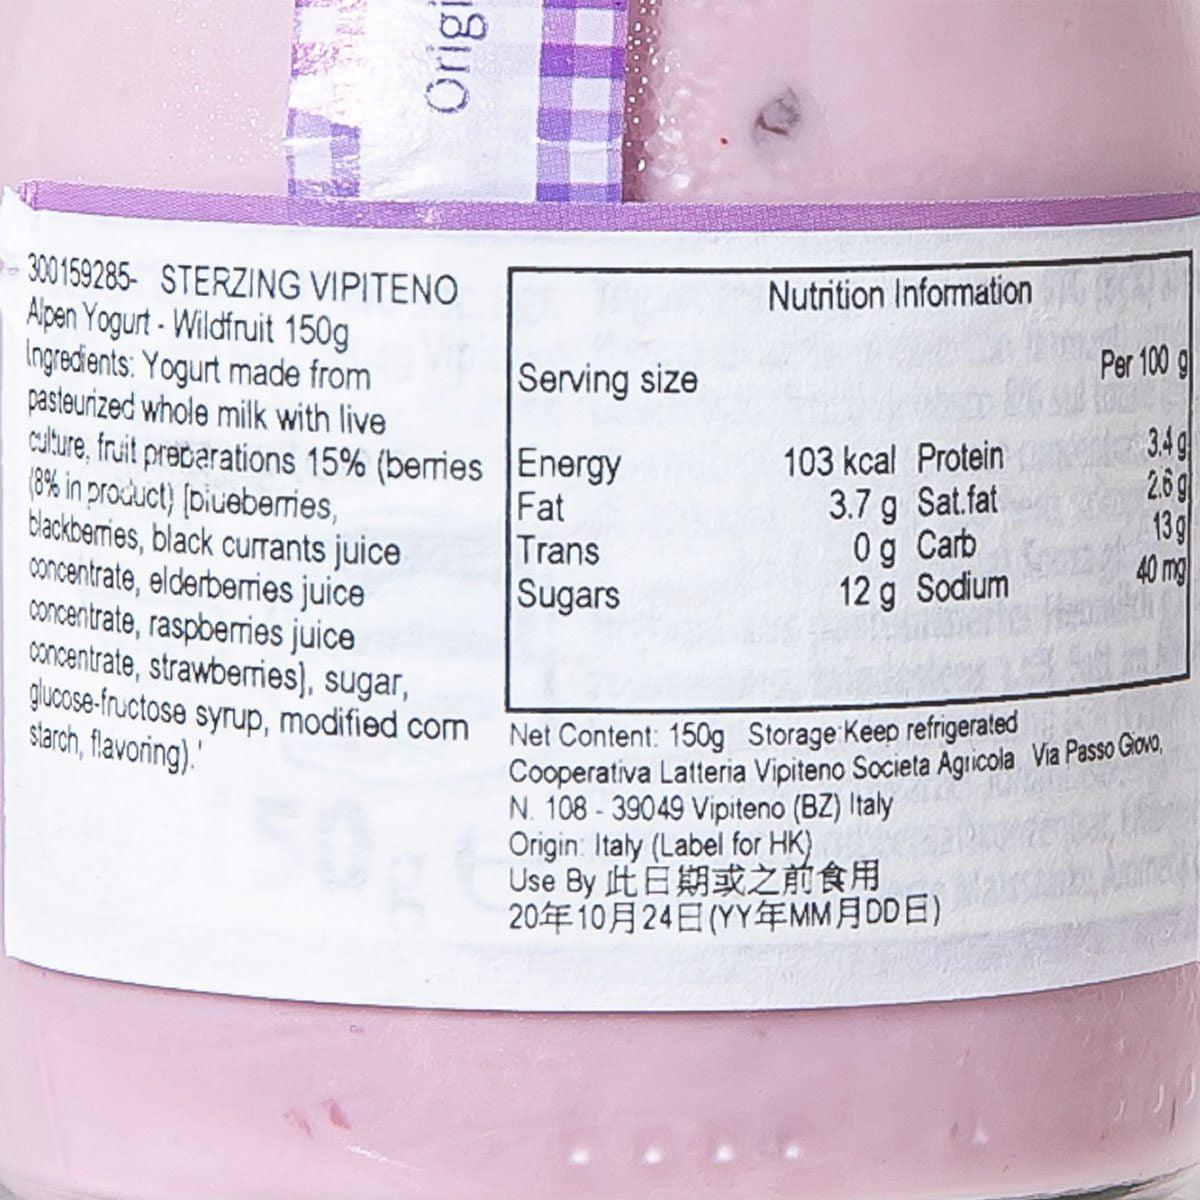 Origi
300159285- STERZING VIPITENO
Alpen Yogurt - Wildfruit 150g
Ingredients: Yogurt made from
pasteurized whole milk with live
culture, fruit preparations 15% (berries
(8% in product) [blueberries,
blackberries, black currants juice
concentrate, elderberries juice
concentrate, raspberries juice
concentrate, strawberries], sugar,
glucose-fructose syrup, modified corn
starch, flavoring).'
Nutrition Information
Serving size Per 100 g
Energy 103 kcal Protein 3.4 g
Fat 3.7 g Sat.fat 2.6 g
Trans 0 g Carb 13 g
Sugars 12 g Sodium 40 mg
Net Content: 150g Storage:Keep refrigerated
Cooperativa Latteria Vipiteno Societa Agricola Via Passo Giovo,
N. 108 - 39049 Vipiteno (BZ) Italy
Origin: Italy (Label for HK)
Use By 此日期或之前食用
20年10月24日(YY年MM月DD日)